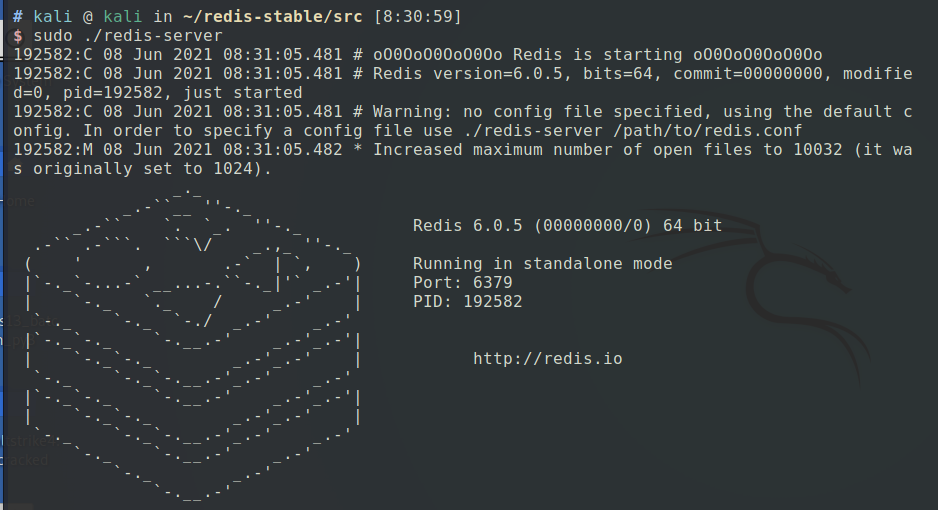 # kali @ kali in ~/redis-stable/src [8:30:59]
$ sudo ./redis-server
192582:C 08 Jun 2021 08:31:05.481 # oO0OoO0OoO0Oo Redis is starting oO0OoO0OoO0Oo
192582:C 08 Jun 2021 08:31:05.481 # Redis version=6.0.5, bits=64, commit=00000000, modifie
d=0, pid=192582, just started
192582:C 08 Jun 2021 08:31:05.481 # Warning: no config file specified, using the default c
onfig. In order to specify a config file use ./redis-server /path/to/redis.conf
192582:M 08 Jun 2021 08:31:05.482 * Increased maximum number of open files to 10032 (it wa
s originally set to 1024).
Redis 6.0.5 (00000000/0) 64 bit
Running in standalone mode
Port: 6379
PID: 192582
http://redis.io